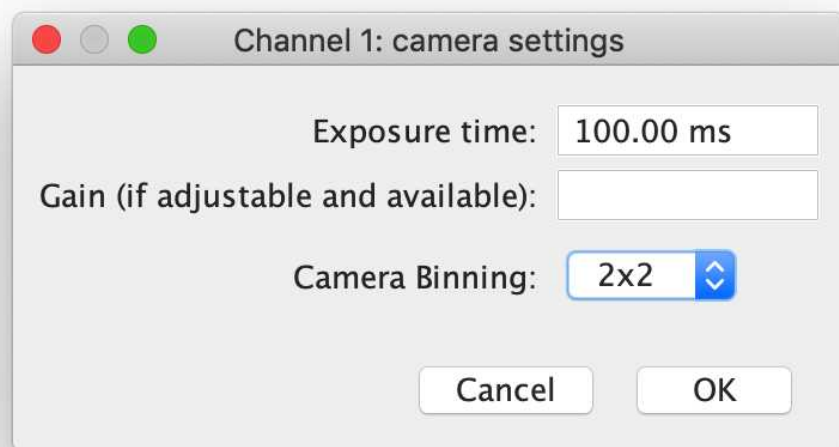 Channel 1: camera settings
Exposure time: 100.00 ms
Gain (if adjustable and available):
Camera Binning: 2x2
Cancel OK